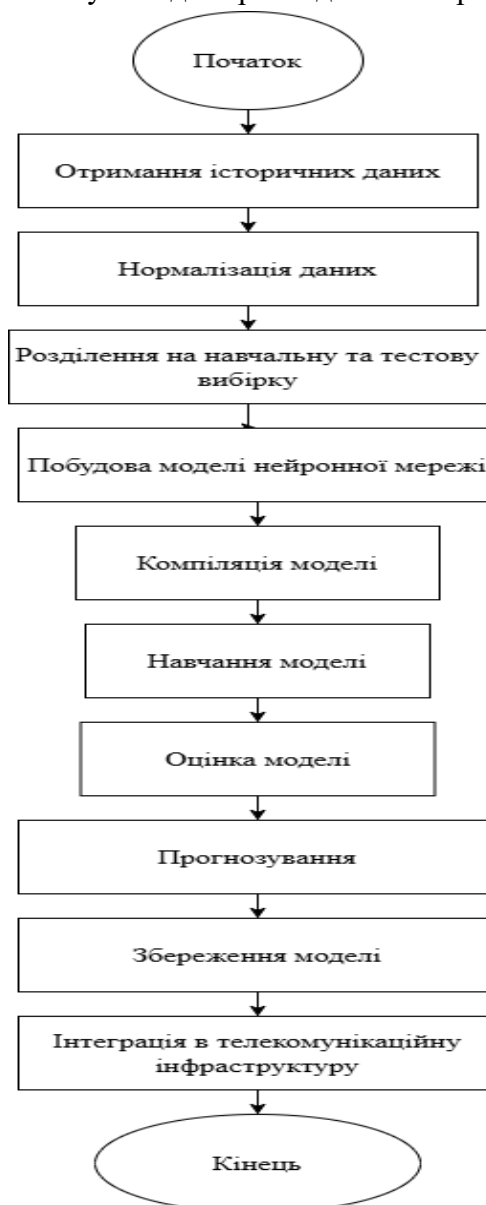 Початок
Отримання історичних даних
Нормалізація даних
Розділення на навчальну та тестову
вибірку
Побудова моделі нейронної мережі
Компіляція моделі
Навчання моделі
Оцінка моделі
Прогнозування
Збереження моделі
Інтеграція в телекомунікаційну
інфраструктуру
Кінець